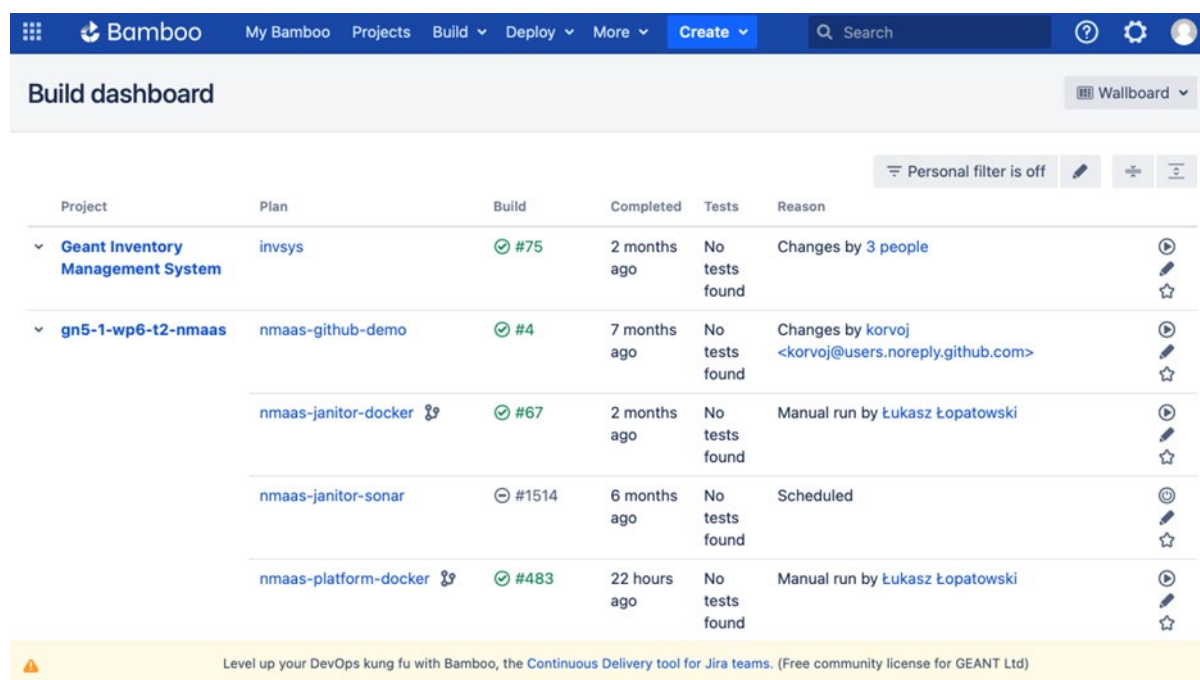 Bamboo My Bamboo Projects Build Deploy More Create Search
Build dashboard
Wallboard
Personal filter is off
Project Plan Build Completed Tests Reason
Geant Inventory Management System
invsys
#75
2 months ago
No tests found
Changes by 3 people
gn5-1-wp6-t2-nmaas
nmaas-github-demo
#4
7 months ago
No tests found
Changes by korvoj
<korvoj@users.noreply.github.com>
nmaas-janitor-docker
#67
2 months ago
No tests found
Manual run by Łukasz Łopatowski
nmaas-janitor-sonar
#1514
6 months ago
No tests found
Scheduled
nmaas-platform-docker
#483
22 hours ago
No tests found
Manual run by Łukasz Łopatowski
Level up your DevOps kung fu with Bamboo, the Continuous Delivery tool for Jira teams. (Free community license for GEANT Ltd)